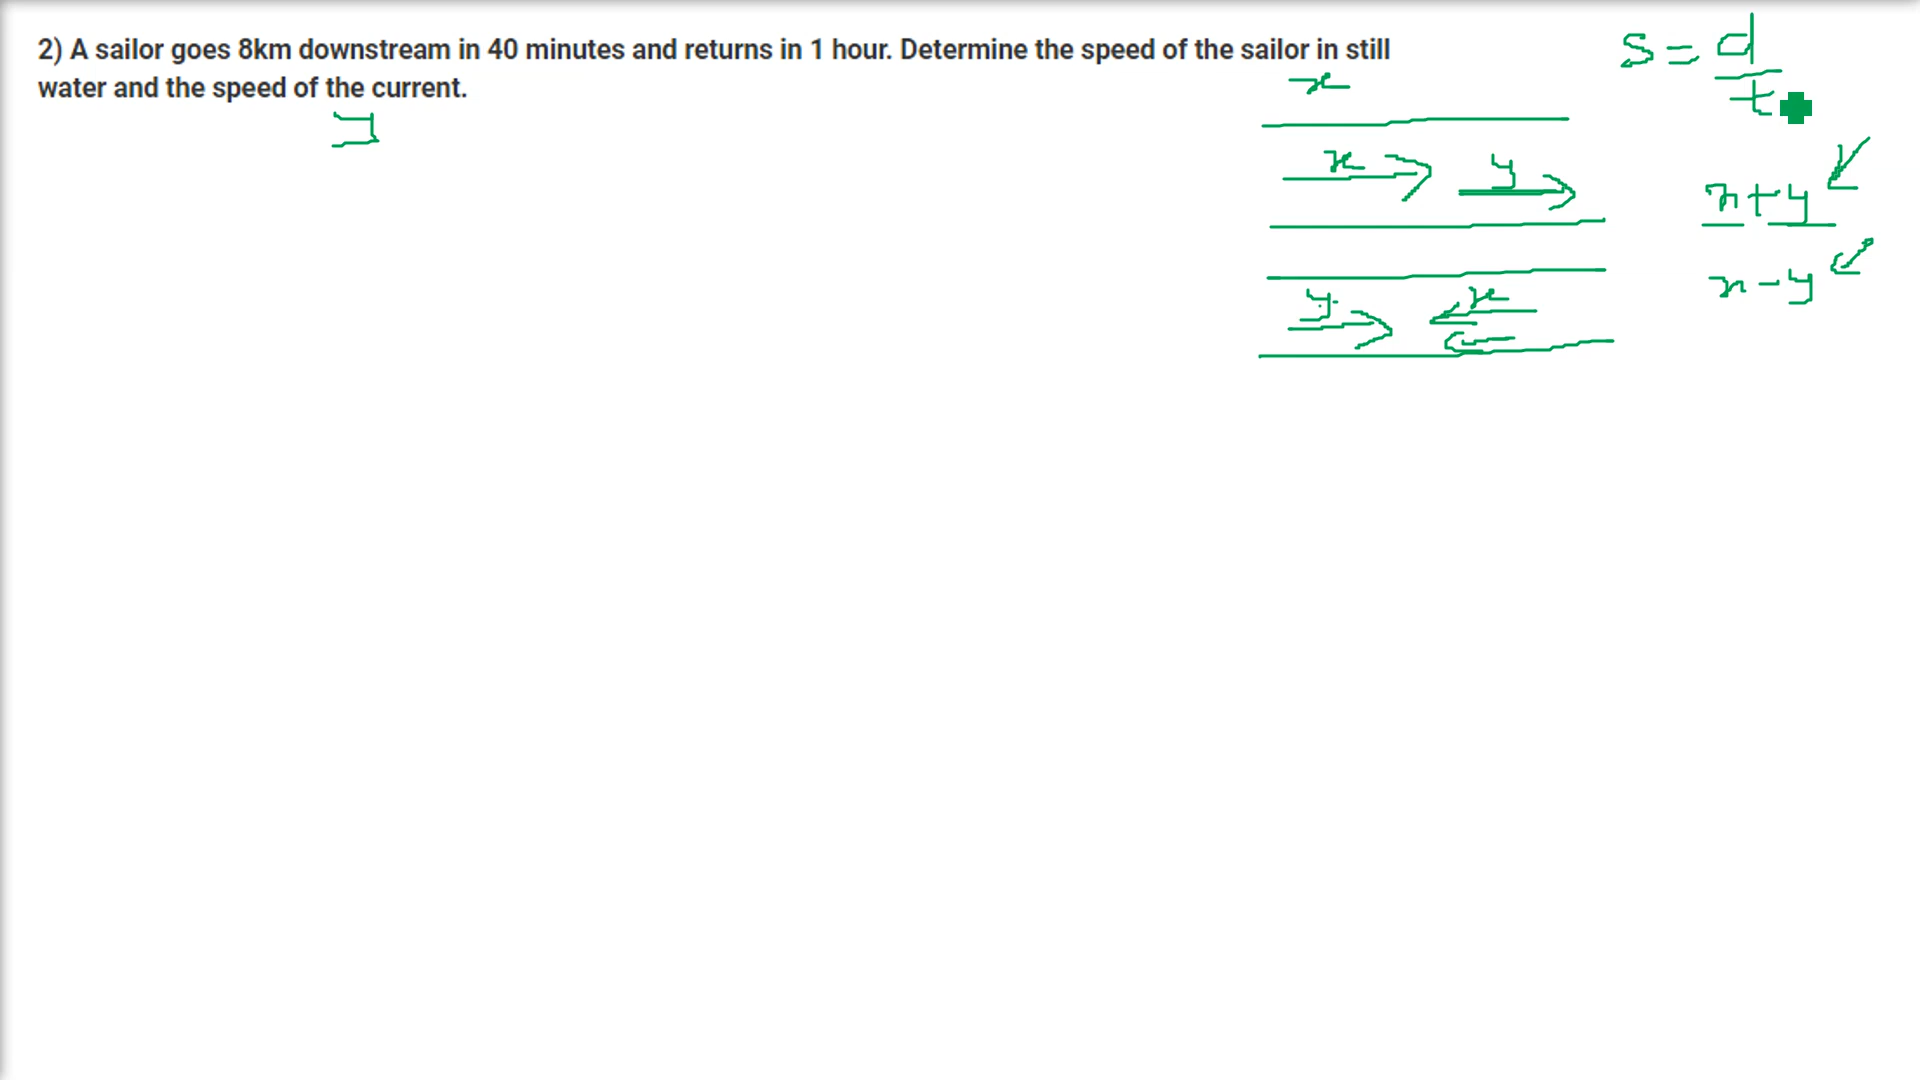 2) A sailor goes 8km downstream in 40 minutes and returns in 1 hour. Determine the speed of the sailor in still
water and the speed of the current.
x
y
s = d/t
x y
x + y
x - y
y x